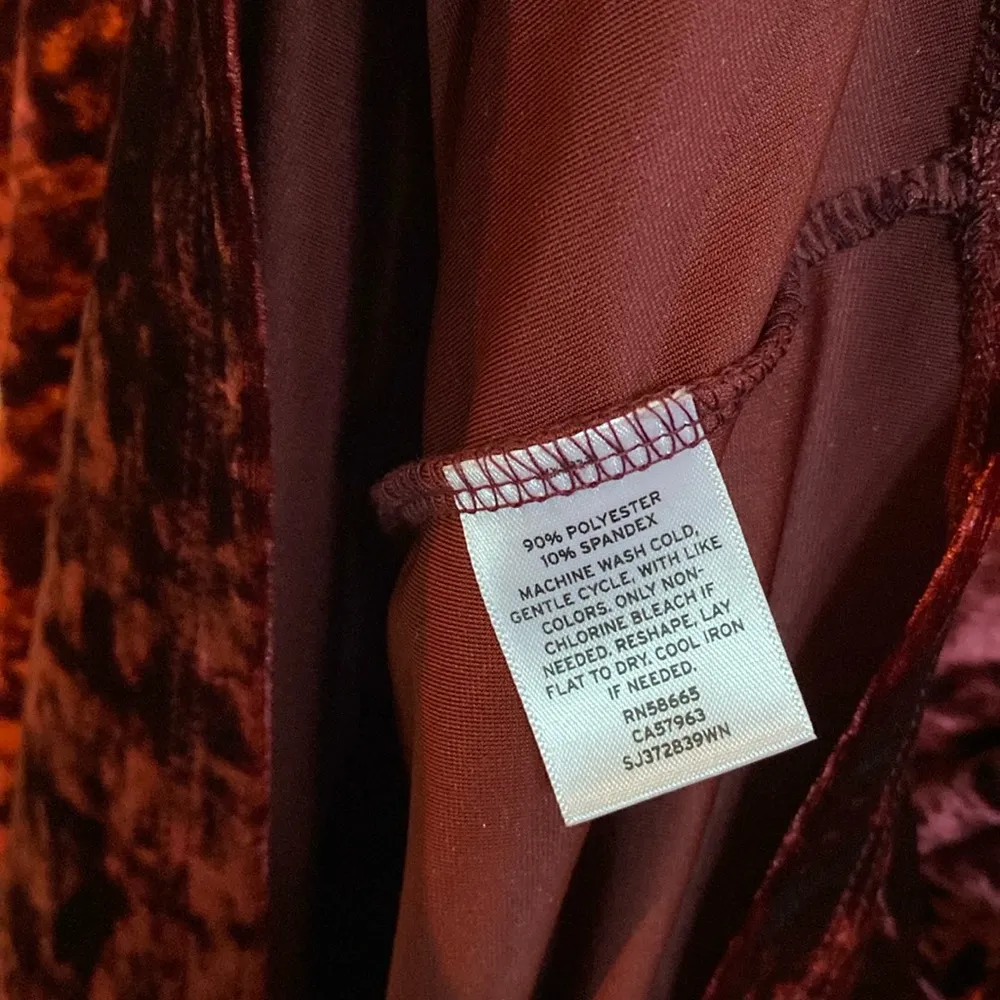 90% POLYESTER
10% SPANDEX
MACHINE WASH COLD,
GENTLE CYCLE, WITH LIKE
COLORS. ONLY NON-
CHLORINE BLEACH IF
NEEDED. RESHAPE, LAY
FLAT TO DRY. COOL IRON
IF NEEDED.
RN58665
CA57963
SJ372839WN